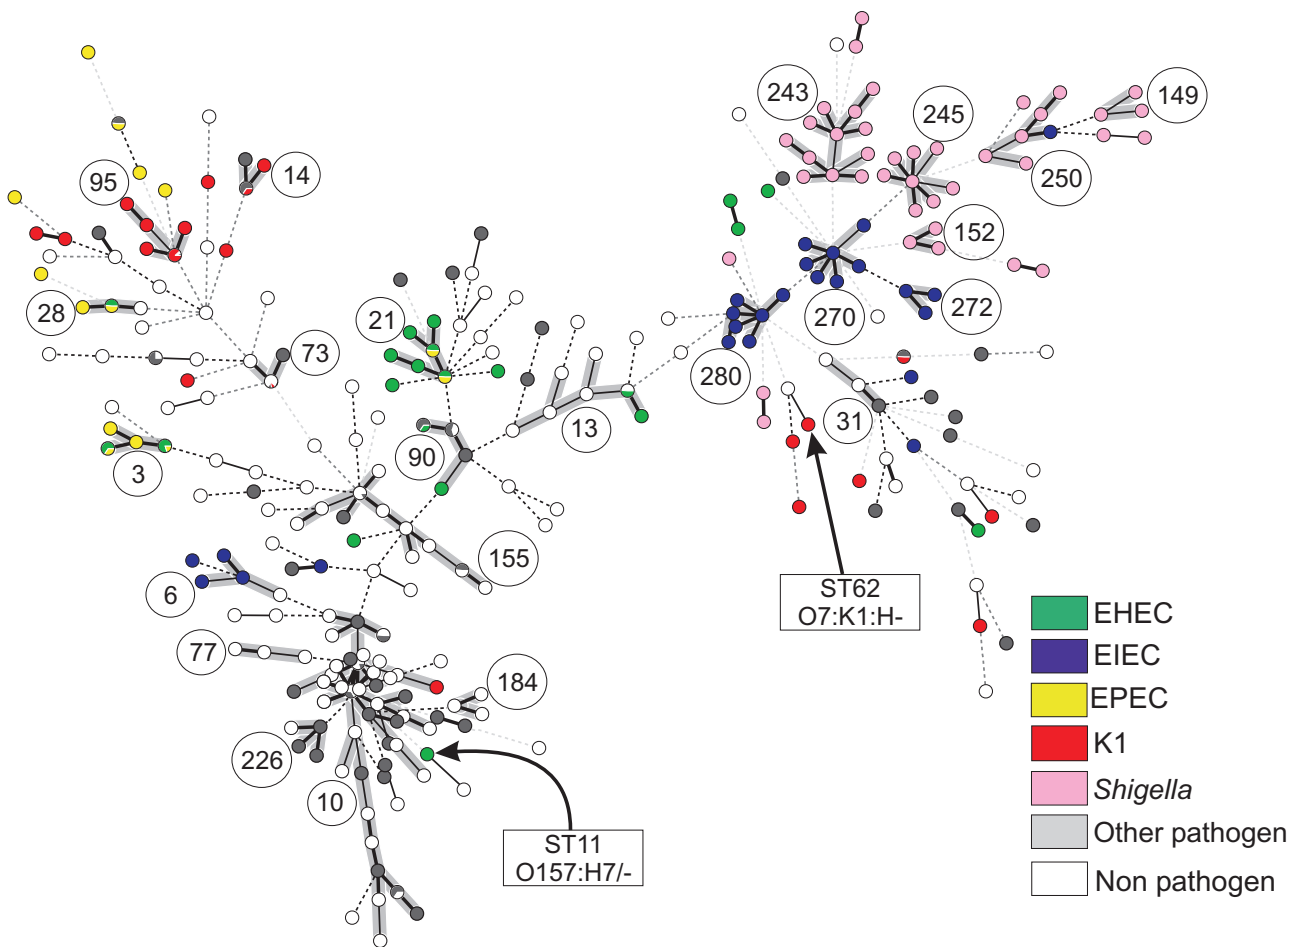 243
149
245
14
95
250
152
28
21
270
272
73
280
13
31
3
90
155
6
ST62
O7:K1:H-
77
184
226
10
ST11
O157:H7/-
EHEC
EIEC
EPEC
K1
Shigella
Other pathogen
Non pathogen